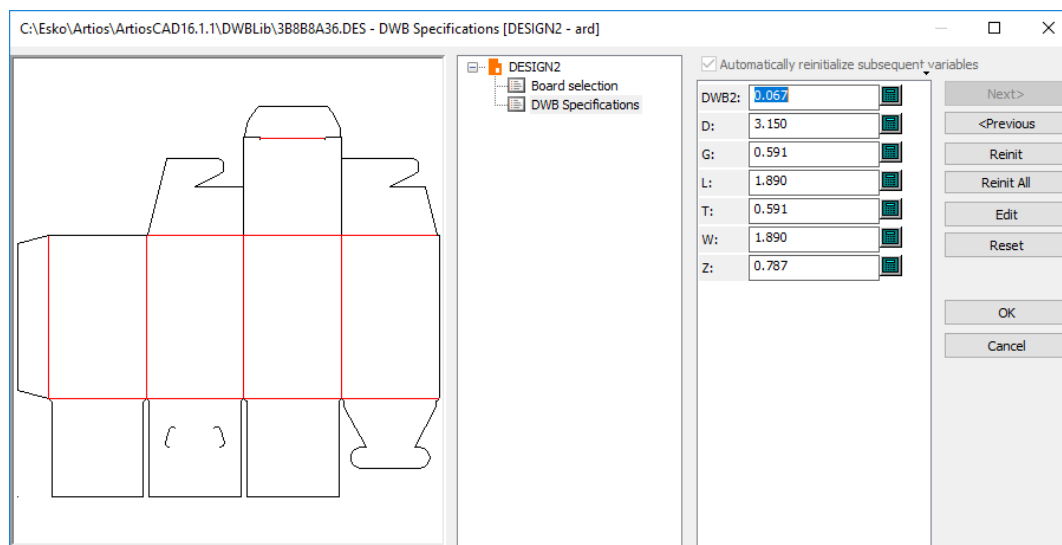 C:\Esko\Artios\ArtiosCAD16.1.1\DWBLib\3B8B8A36.DES - DWB Specifications [DESIGN2 - ard]
DESIGN2
Board selection
DWB Specifications
Automatically reinitialize subsequent variables
DWB2: 0.067
D: 3.150
G: 0.591
L: 1.890
T: 0.591
W: 1.890
Z: 0.787
Next>
<Previous
Reinit
Reinit All
Edit
Reset
OK
Cancel